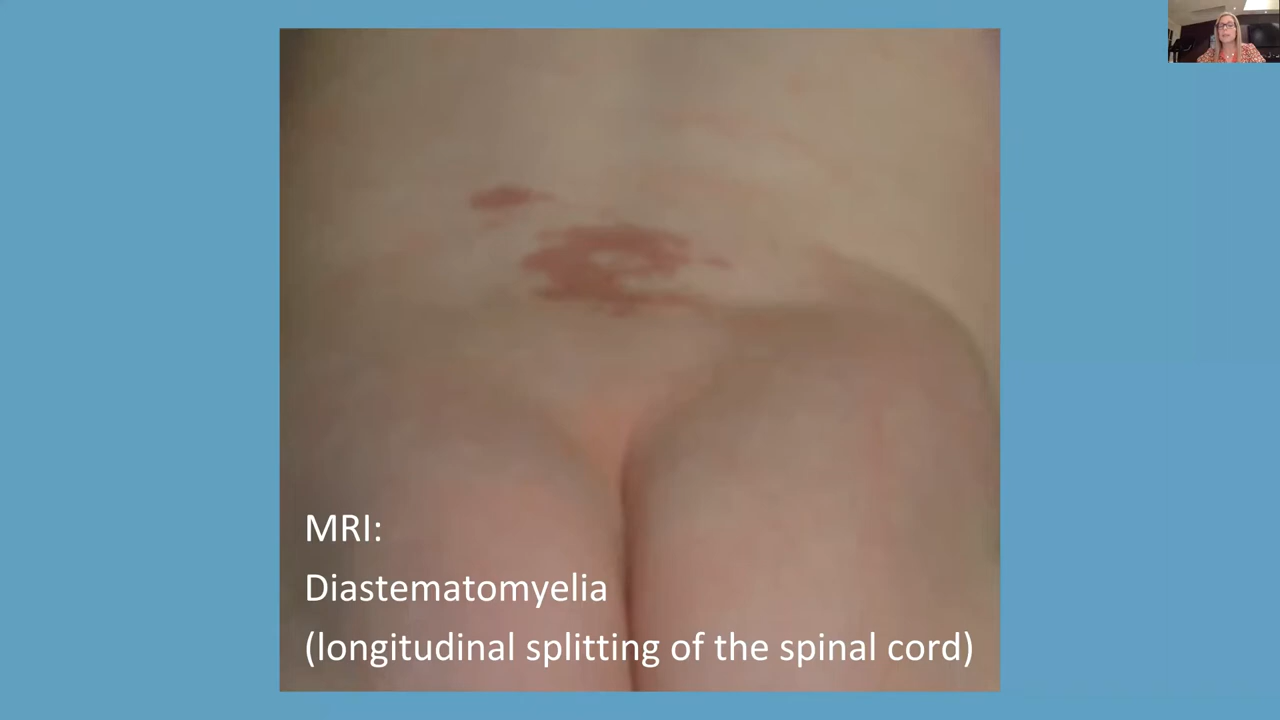 MRI:
Diastematomyelia
(longitudinal splitting of the spinal cord)